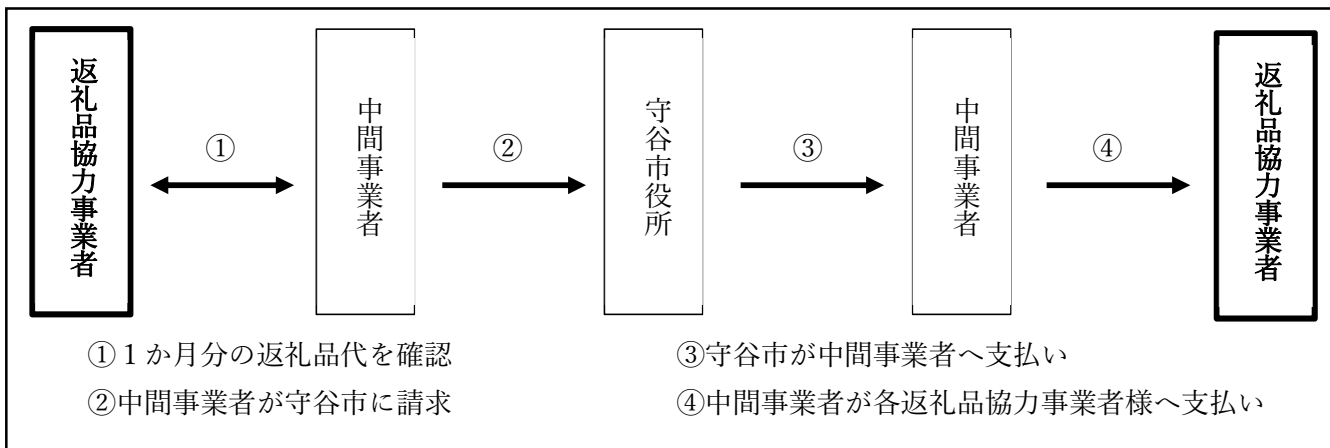 返礼品協力事業者
①
中間事業者
②
守谷市役所
③
中間事業者
④
返礼品協力事業者
①１か月分の返礼品代を確認
②中間事業者が守谷市に請求
③守谷市が中間事業者へ支払い
④中間事業者が各返礼品協力事業者様へ支払い